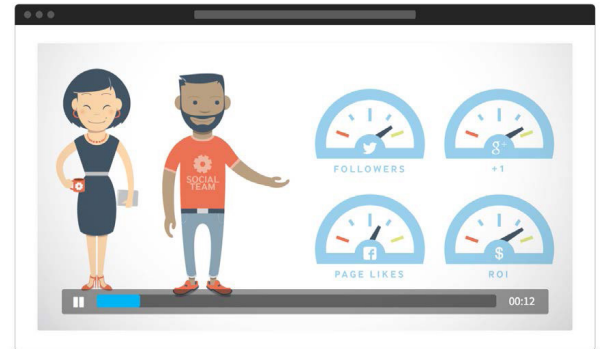 SOCIAL
TEAM
FOLLOWERS
g+
+1
PAGE LIKES
$
ROI
00:12